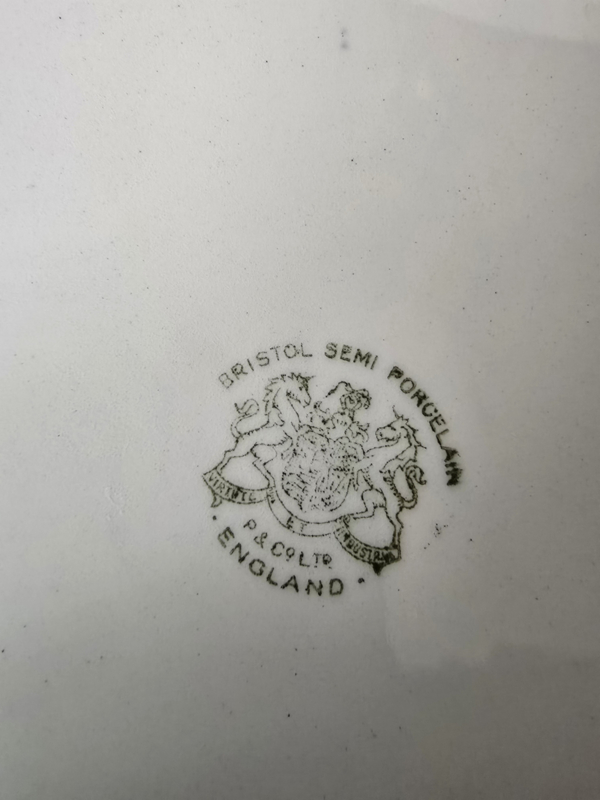 BRISTOL SEMI PORCELAIN
VIRTUTE ET INDUSTRIA
P & Co LTD
· ENGLAND ·